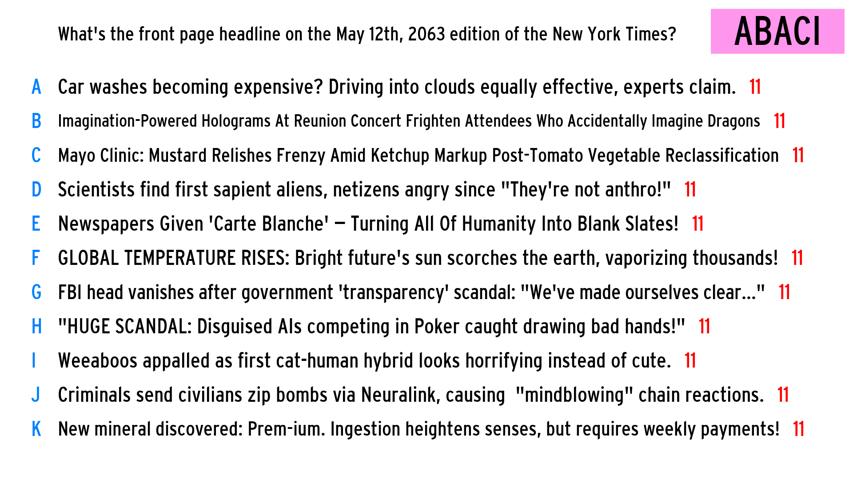 What's the front page headline on the May 12th, 2063 edition of the New York Times?
ABACI
A Car washes becoming expensive? Driving into clouds equally effective, experts claim. 11
B Imagination-Powered Holograms At Reunion Concert Frighten Attendees Who Accidentally Imagine Dragons 11
C Mayo Clinic: Mustard Relishes Frenzy Amid Ketchup Markup Post-Tomato Vegetable Reclassification 11
D Scientists find first sapient aliens, netizens angry since "They're not anthro!" 11
E Newspapers Given 'Carte Blanche' – Turning All Of Humanity Into Blank Slates! 11
F GLOBAL TEMPERATURE RISES: Bright future's sun scorches the earth, vaporizing thousands! 11
G FBI head vanishes after government 'transparency' scandal: "We've made ourselves clear..." 11
H "HUGE SCANDAL: Disguised AIs competing in Poker caught drawing bad hands!" 11
I Weeaboos appalled as first cat-human hybrid looks horrifying instead of cute. 11
J Criminals send civilians zip bombs via Neuralink, causing "mindblowing" chain reactions. 11
K New mineral discovered: Prem-ium. Ingestion heightens senses, but requires weekly payments! 11